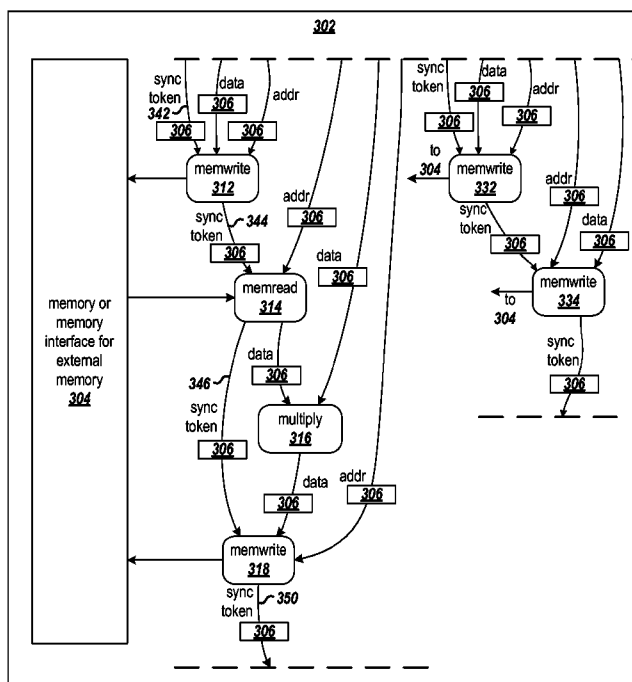 302
sync
token
342
data
addr
306
306
306
memwrite
312
344
sync
token
306
addr
306
data
306
memread
314
memory or
memory
interface for
external
memory
304
346
sync
token
306
data
306
multiply
316
data
306
addr
306
memwrite
318
sync
token
350
306
sync
token
data
addr
306
306
306
to
304
memwrite
332
sync
token
306
addr
306
data
306
to
304
memwrite
334
sync
token
306